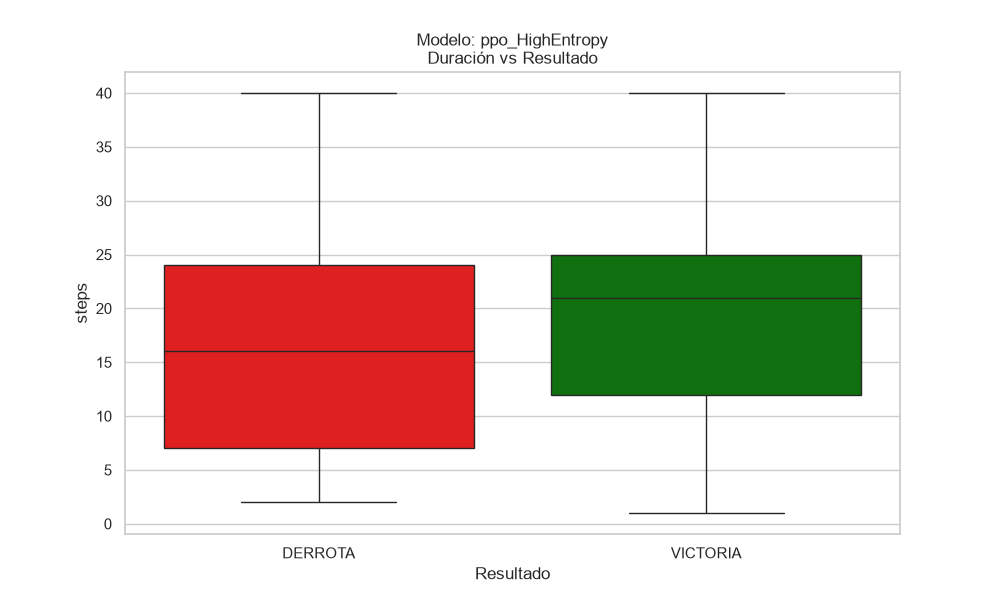 Modelo: ppo_HighEntropy
Duración vs Resultado
40
35
30
25
20
15
10
5
0
steps
DERROTA
VICTORIA
Resultado